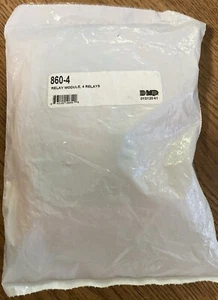 860-4
DMP
RELAY MODULE, 4 RELAYS